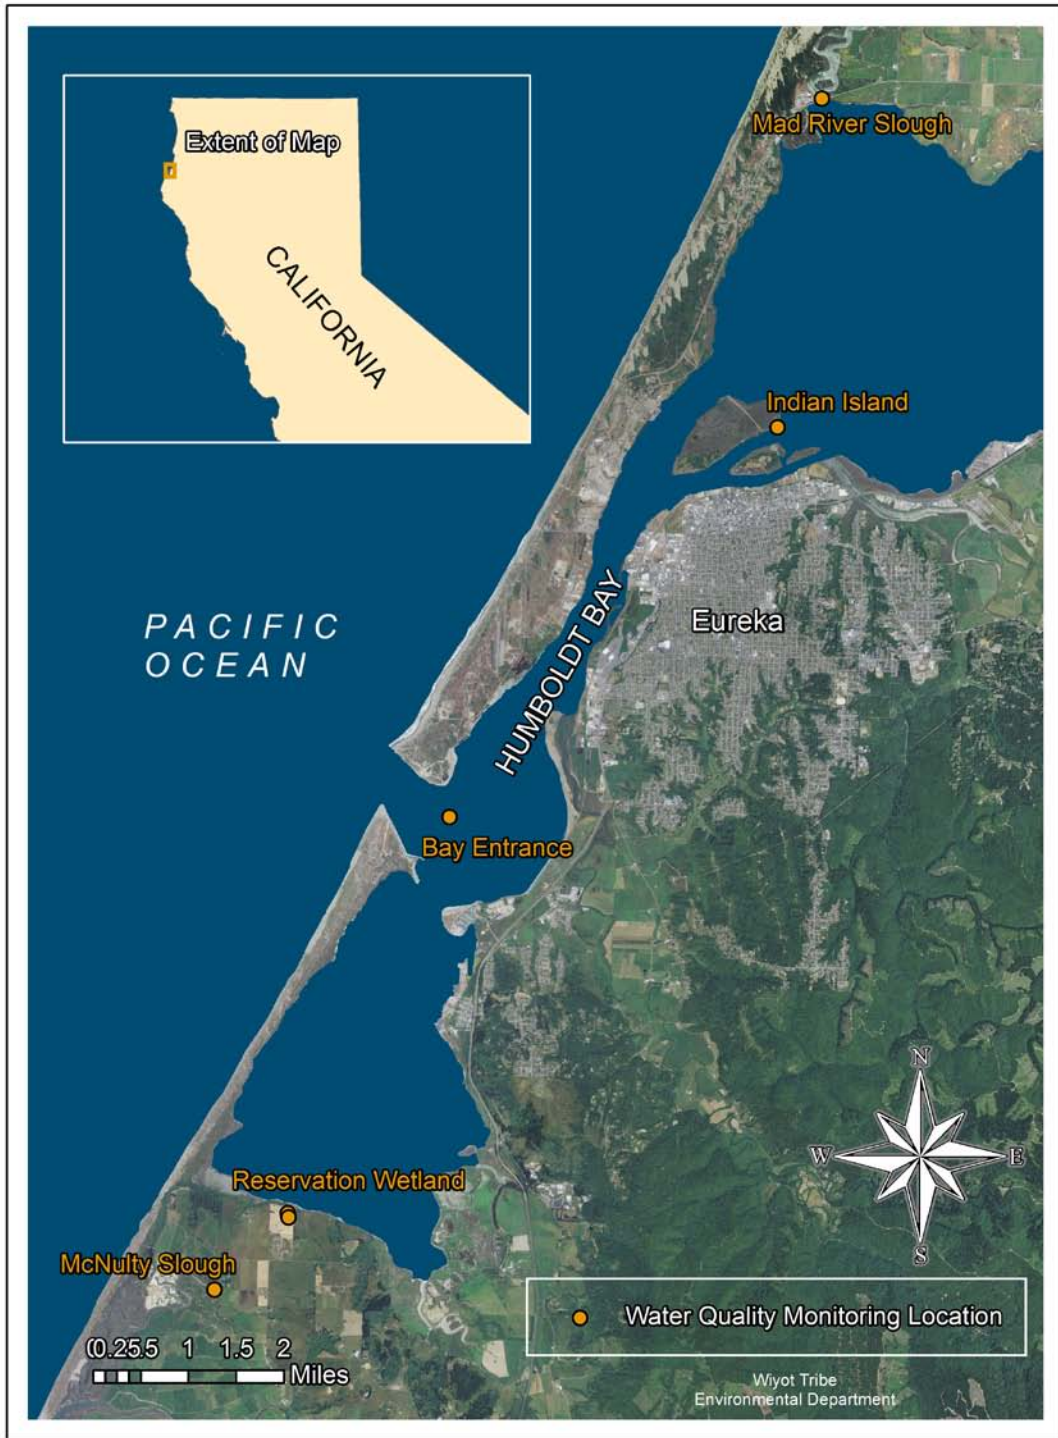 Extent of Map
CALIFORNIA
Mad River Slough
Indian Island
PACIFIC
OCEAN
HUMBOLDT BAY
Eureka
Bay Entrance
N
W
E
S
Reservation Wetland
McNulty Slough
0 0.25 0.5 1 1.5 2
Miles
Water Quality Monitoring Location
Wiyot Tribe
Environmental Department